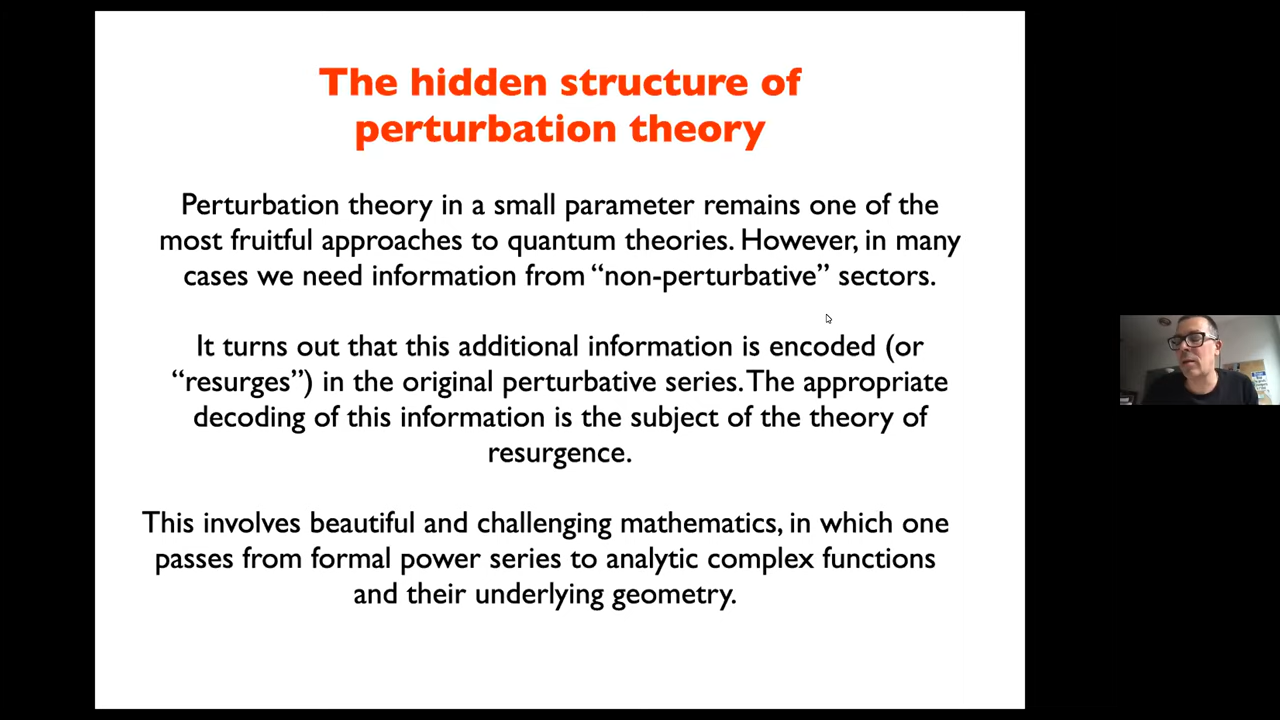 The hidden structure of
perturbation theory
Perturbation theory in a small parameter remains one of the
most fruitful approaches to quantum theories. However, in many
cases we need information from “non-perturbative” sectors.
It turns out that this additional information is encoded (or
“resurges”) in the original perturbative series. The appropriate
decoding of this information is the subject of the theory of
resurgence.
This involves beautiful and challenging mathematics, in which one
passes from formal power series to analytic complex functions
and their underlying geometry.